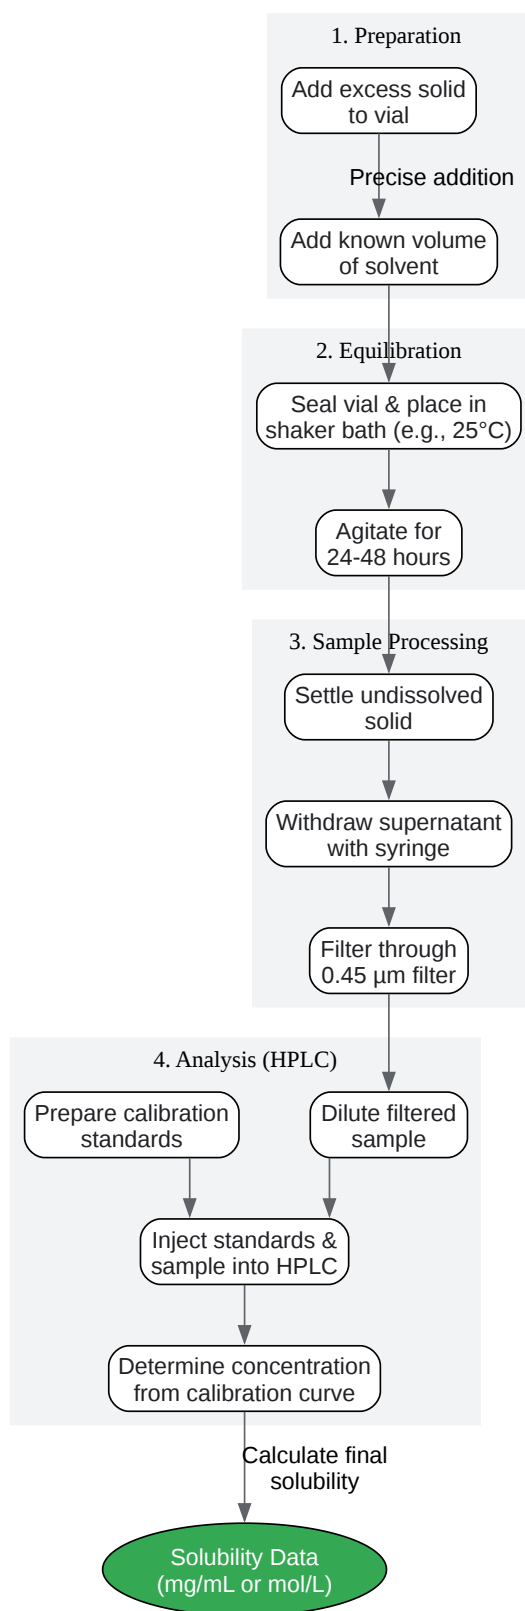 1. Preparation
Add excess solid
to vial
Precise addition
Add known volume
of solvent
2. Equilibration
Seal vial & place in
shaker bath (e.g., 25°C)
Agitate for
24-48 hours
3. Sample Processing
Settle undissolved
solid
Withdraw supernatant
with syringe
Filter through
0.45 µm filter
4. Analysis (HPLC)
Prepare calibration
standards
Dilute filtered
sample
Inject standards &
sample into HPLC
Determine concentration
from calibration curve
Calculate final
solubility
Solubility Data
(mg/mL or mol/L)